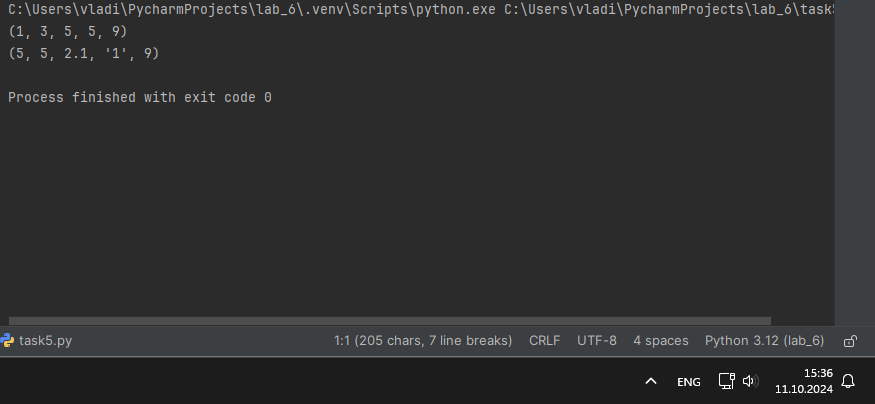 C:\Users\vladi\PycharmProjects\lab_6\.venv\Scripts\python.exe C:\Users\vladi\PycharmProjects\lab_6\task5
(1, 3, 5, 5, 9)
(5, 5, 2.1, '1', 9)
Process finished with exit code 0
task5.py 1:1 (205 chars, 7 line breaks) CRLF UTF-8 4 spaces Python 3.12 (lab_6)
ENG 15:36
11.10.2024